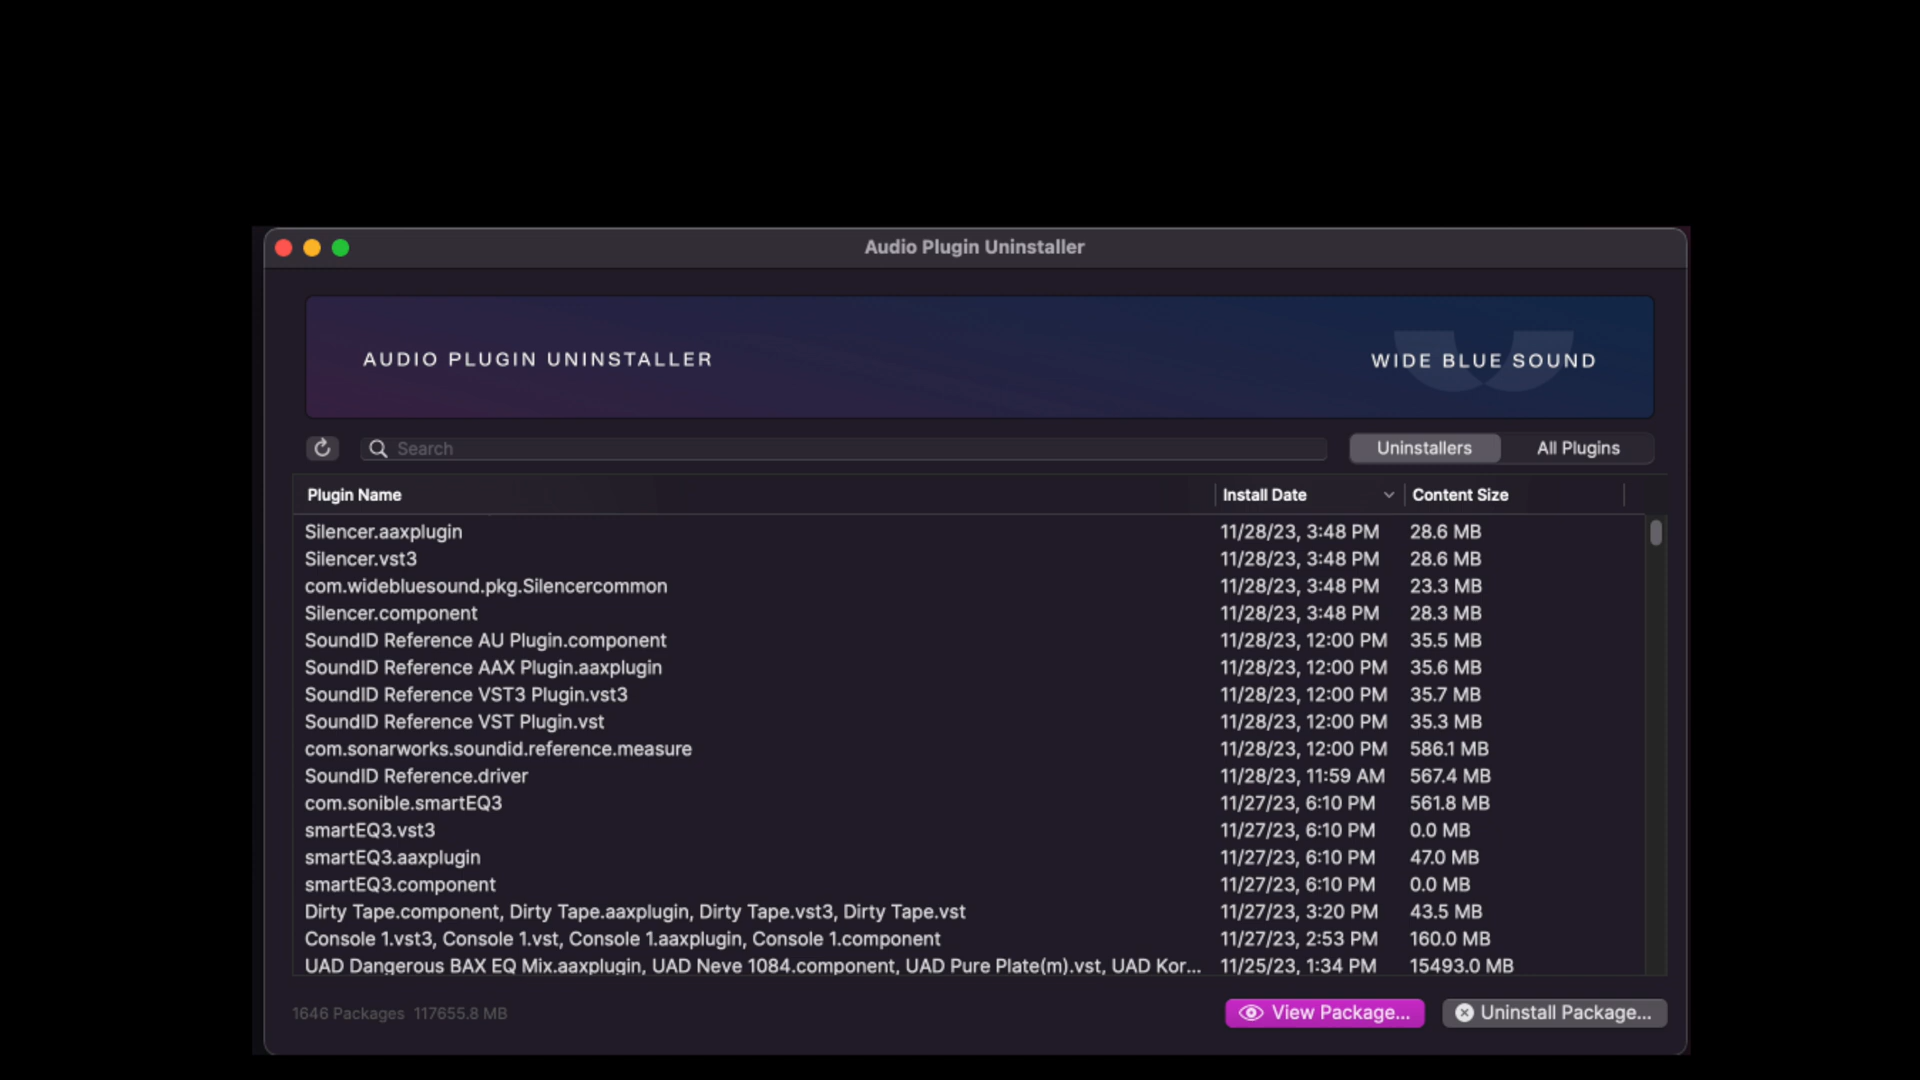 Audio Plugin Uninstaller
AUDIO PLUGIN UNINSTALLER WIDE BLUE SOUND
Search Uninstallers All Plugins
Plugin Name Install Date Content Size
Silencer.aaxplugin 11/28/23, 3:48 PM 28.6 MB
Silencer.vst3 11/28/23, 3:48 PM 28.6 MB
com.widebluesound.pkg.Silencercommon 11/28/23, 3:48 PM 23.3 MB
Silencer.component 11/28/23, 3:48 PM 28.3 MB
SoundID Reference AU Plugin.component 11/28/23, 12:00 PM 35.5 MB
SoundID Reference AAX Plugin.aaxplugin 11/28/23, 12:00 PM 35.6 MB
SoundID Reference VST3 Plugin.vst3 11/28/23, 12:00 PM 35.7 MB
SoundID Reference VST Plugin.vst 11/28/23, 12:00 PM 35.3 MB
com.sonarworks.soundid.reference.measure 11/28/23, 12:00 PM 586.1 MB
SoundID Reference.driver 11/28/23, 11:59 AM 567.4 MB
com.sonible.smartEQ3 11/27/23, 6:10 PM 561.8 MB
smartEQ3.vst3 11/27/23, 6:10 PM 0.0 MB
smartEQ3.aaxplugin 11/27/23, 6:10 PM 47.0 MB
smartEQ3.component 11/27/23, 6:10 PM 0.0 MB
Dirty Tape.component, Dirty Tape.aaxplugin, Dirty Tape.vst3, Dirty Tape.vst 11/27/23, 3:20 PM 43.5 MB
Console 1.vst3, Console 1.vst, Console 1.aaxplugin, Console 1.component 11/27/23, 2:53 PM 160.0 MB
UAD Dangerous BAX EQ Mix.aaxplugin, UAD Neve 1084.component, UAD Pure Plate(m).vst, UAD Kor... 11/25/23, 1:34 PM 15493.0 MB
1646 Packages 117655.8 MB View Package... Uninstall Package...